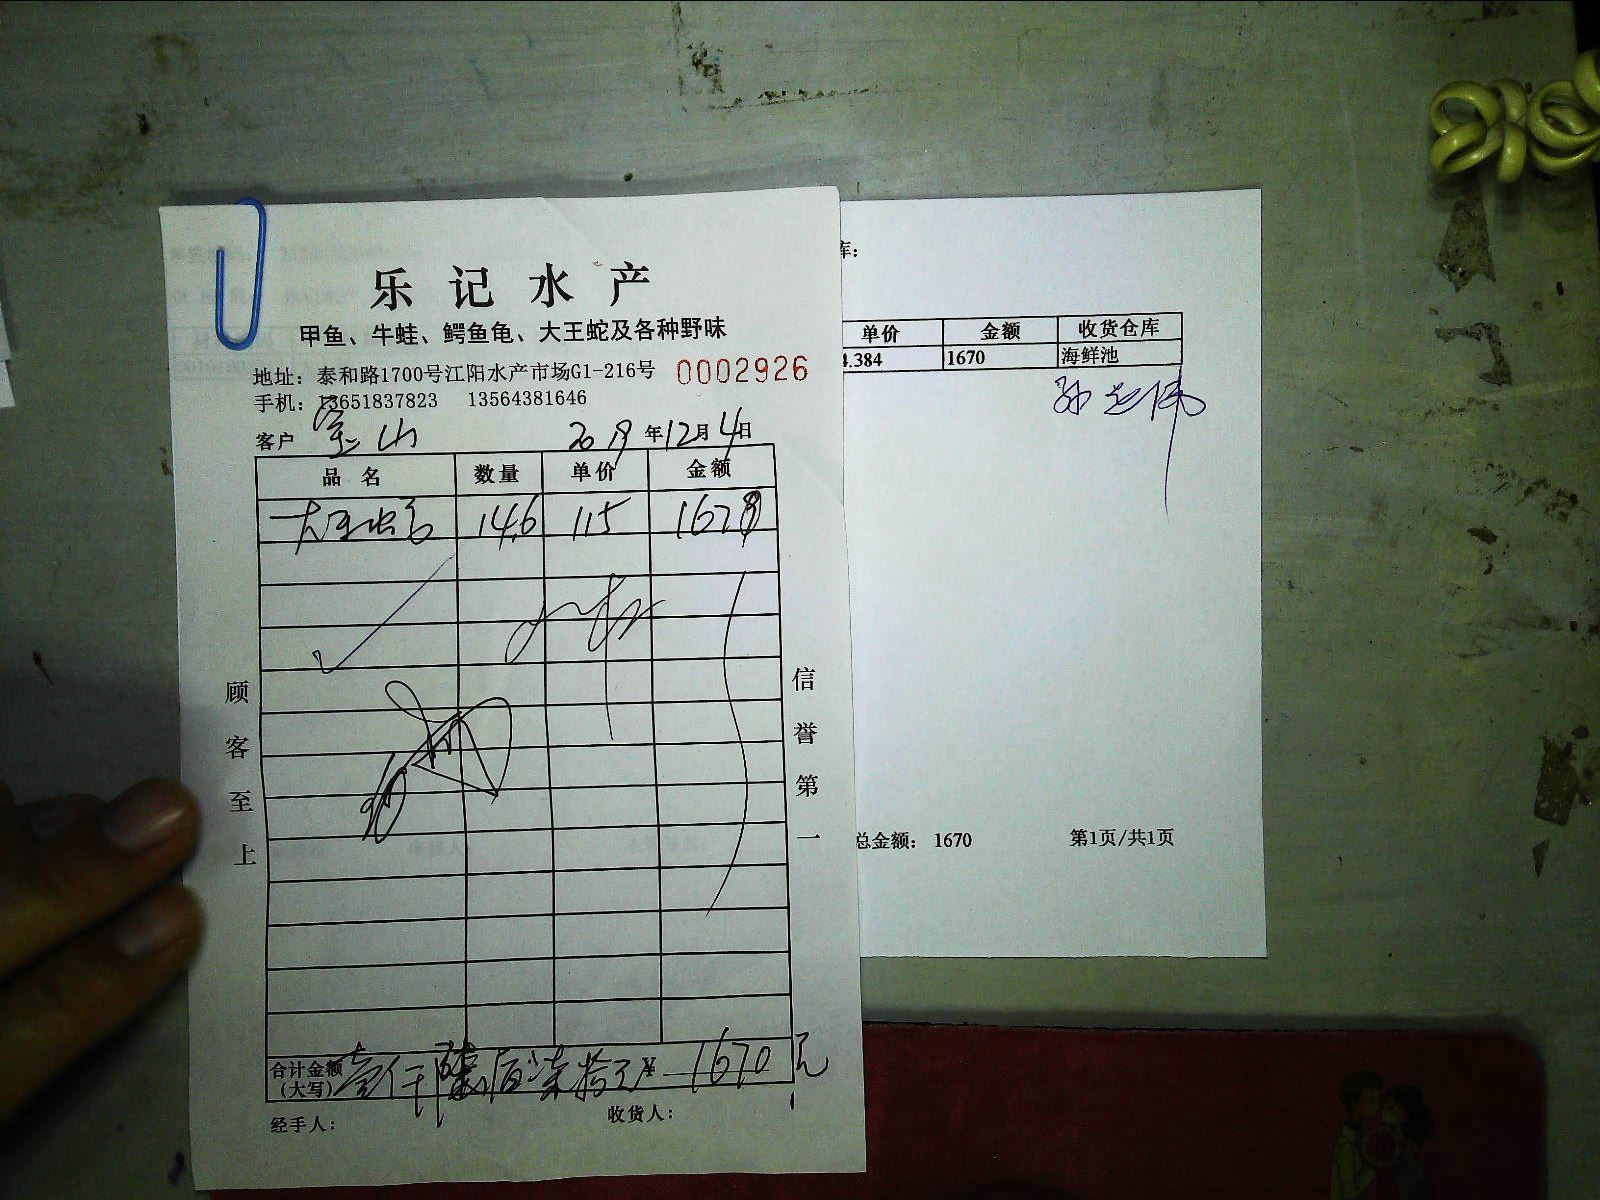 乐记水产
甲鱼、牛蛙、鳄鱼龟、大王蛇及各种野味
地址：泰和路1700号江阳水产市场G1-216号 0002926
手机：13651837823 13564381646
客户 宝山 2019年12月4日
品名 数量 单价 金额
大王蛇 14.6 115 1679
顾客至上
信誉第一
合计金额(大写) 壹仟陆佰柒拾元 ¥ 1670元
经手人： 收货人：
库：
单价 金额 收货仓库
4.384 1670 海鲜池
总金额： 1670 第1页/共1页